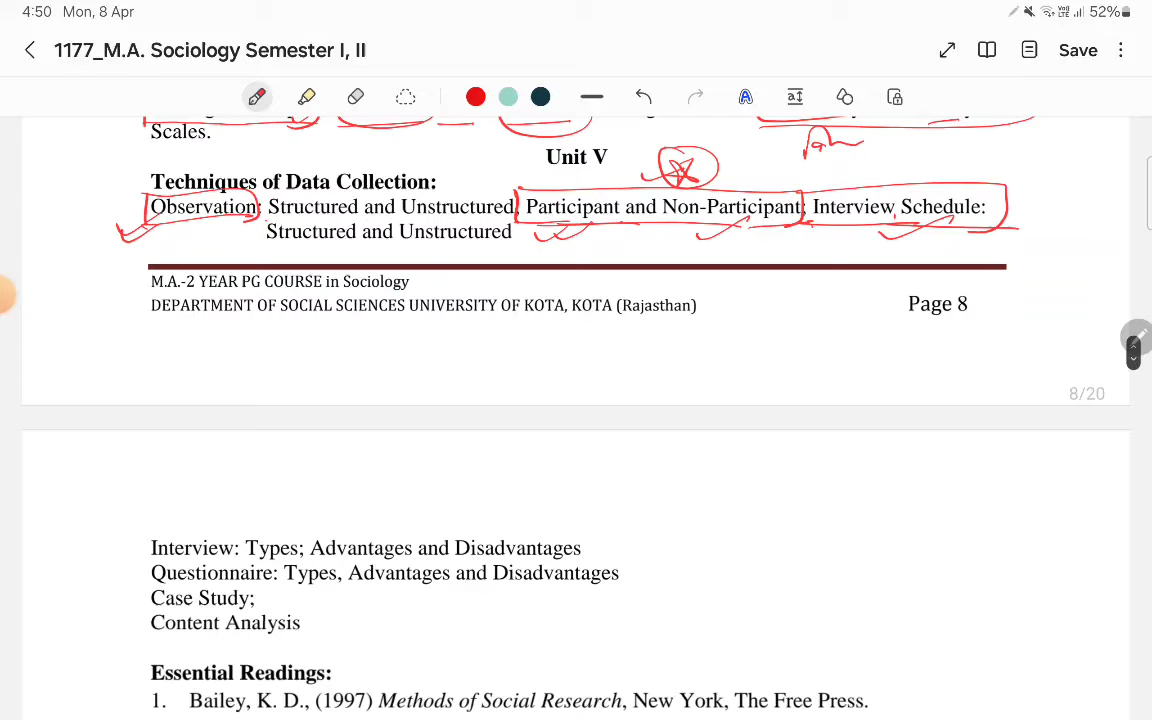 4:50 Mon, 8 Apr
52%
1177_M.A. Sociology Semester I, II
Save
Scales.
Unit V
Techniques of Data Collection:
Observation: Structured and Unstructured, Participant and Non-Participant; Interview Schedule:
Structured and Unstructured
M.A.-2 YEAR PG COURSE in Sociology
DEPARTMENT OF SOCIAL SCIENCES UNIVERSITY OF KOTA, KOTA (Rajasthan)
Page 8
8/20
Interview: Types; Advantages and Disadvantages
Questionnaire: Types, Advantages and Disadvantages
Case Study;
Content Analysis
Essential Readings:
1. Bailey, K. D., (1997) Methods of Social Research, New York, The Free Press.